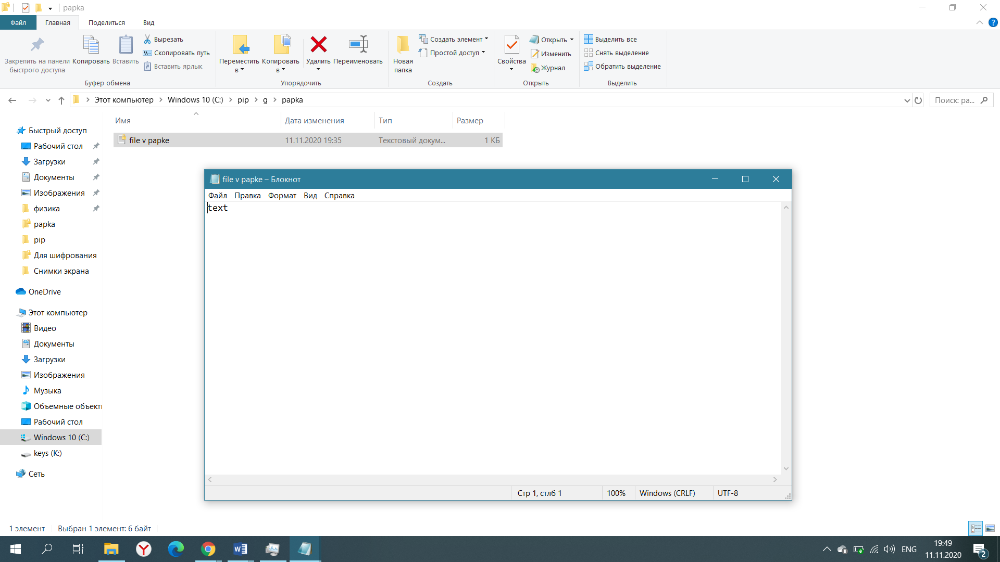 papka
Файл Главная Поделиться Вид
Закрепить на панели быстрого доступа
Копировать
Вставить
Вырезать
Скопировать путь
Вставить ярлык
Буфер обмена
Переместить в
Копировать в
Удалить
Переименовать
Упорядочить
Новая папка
Создать элемент
Простой доступ
Создать
Свойства
Открыть
Изменить
Журнал
Открыть
Выделить все
Снять выделение
Обратить выделение
Выделить
Этот компьютер Windows 10 (C:) pip g papka
Поиск: pa...
Имя Дата изменения Тип Размер
file v papke 11.11.2020 19:35 Текстовый докум... 1 КБ
Быстрый доступ
Рабочий стол
Загрузки
Документы
Изображения
физика
papka
pip
Для шифрования
Снимки экрана
OneDrive
Этот компьютер
Видео
Документы
Загрузки
Изображения
Музыка
Объемные объект
Рабочий стол
Windows 10 (C:)
keys (K:)
Сеть
file v papke – Блокнот
Файл Правка Формат Вид Справка
text
Стр 1, стлб 1 100% Windows (CRLF) UTF-8
1 элемент Выбран 1 элемент: 6 байт
ENG
19:49
11.11.2020
2